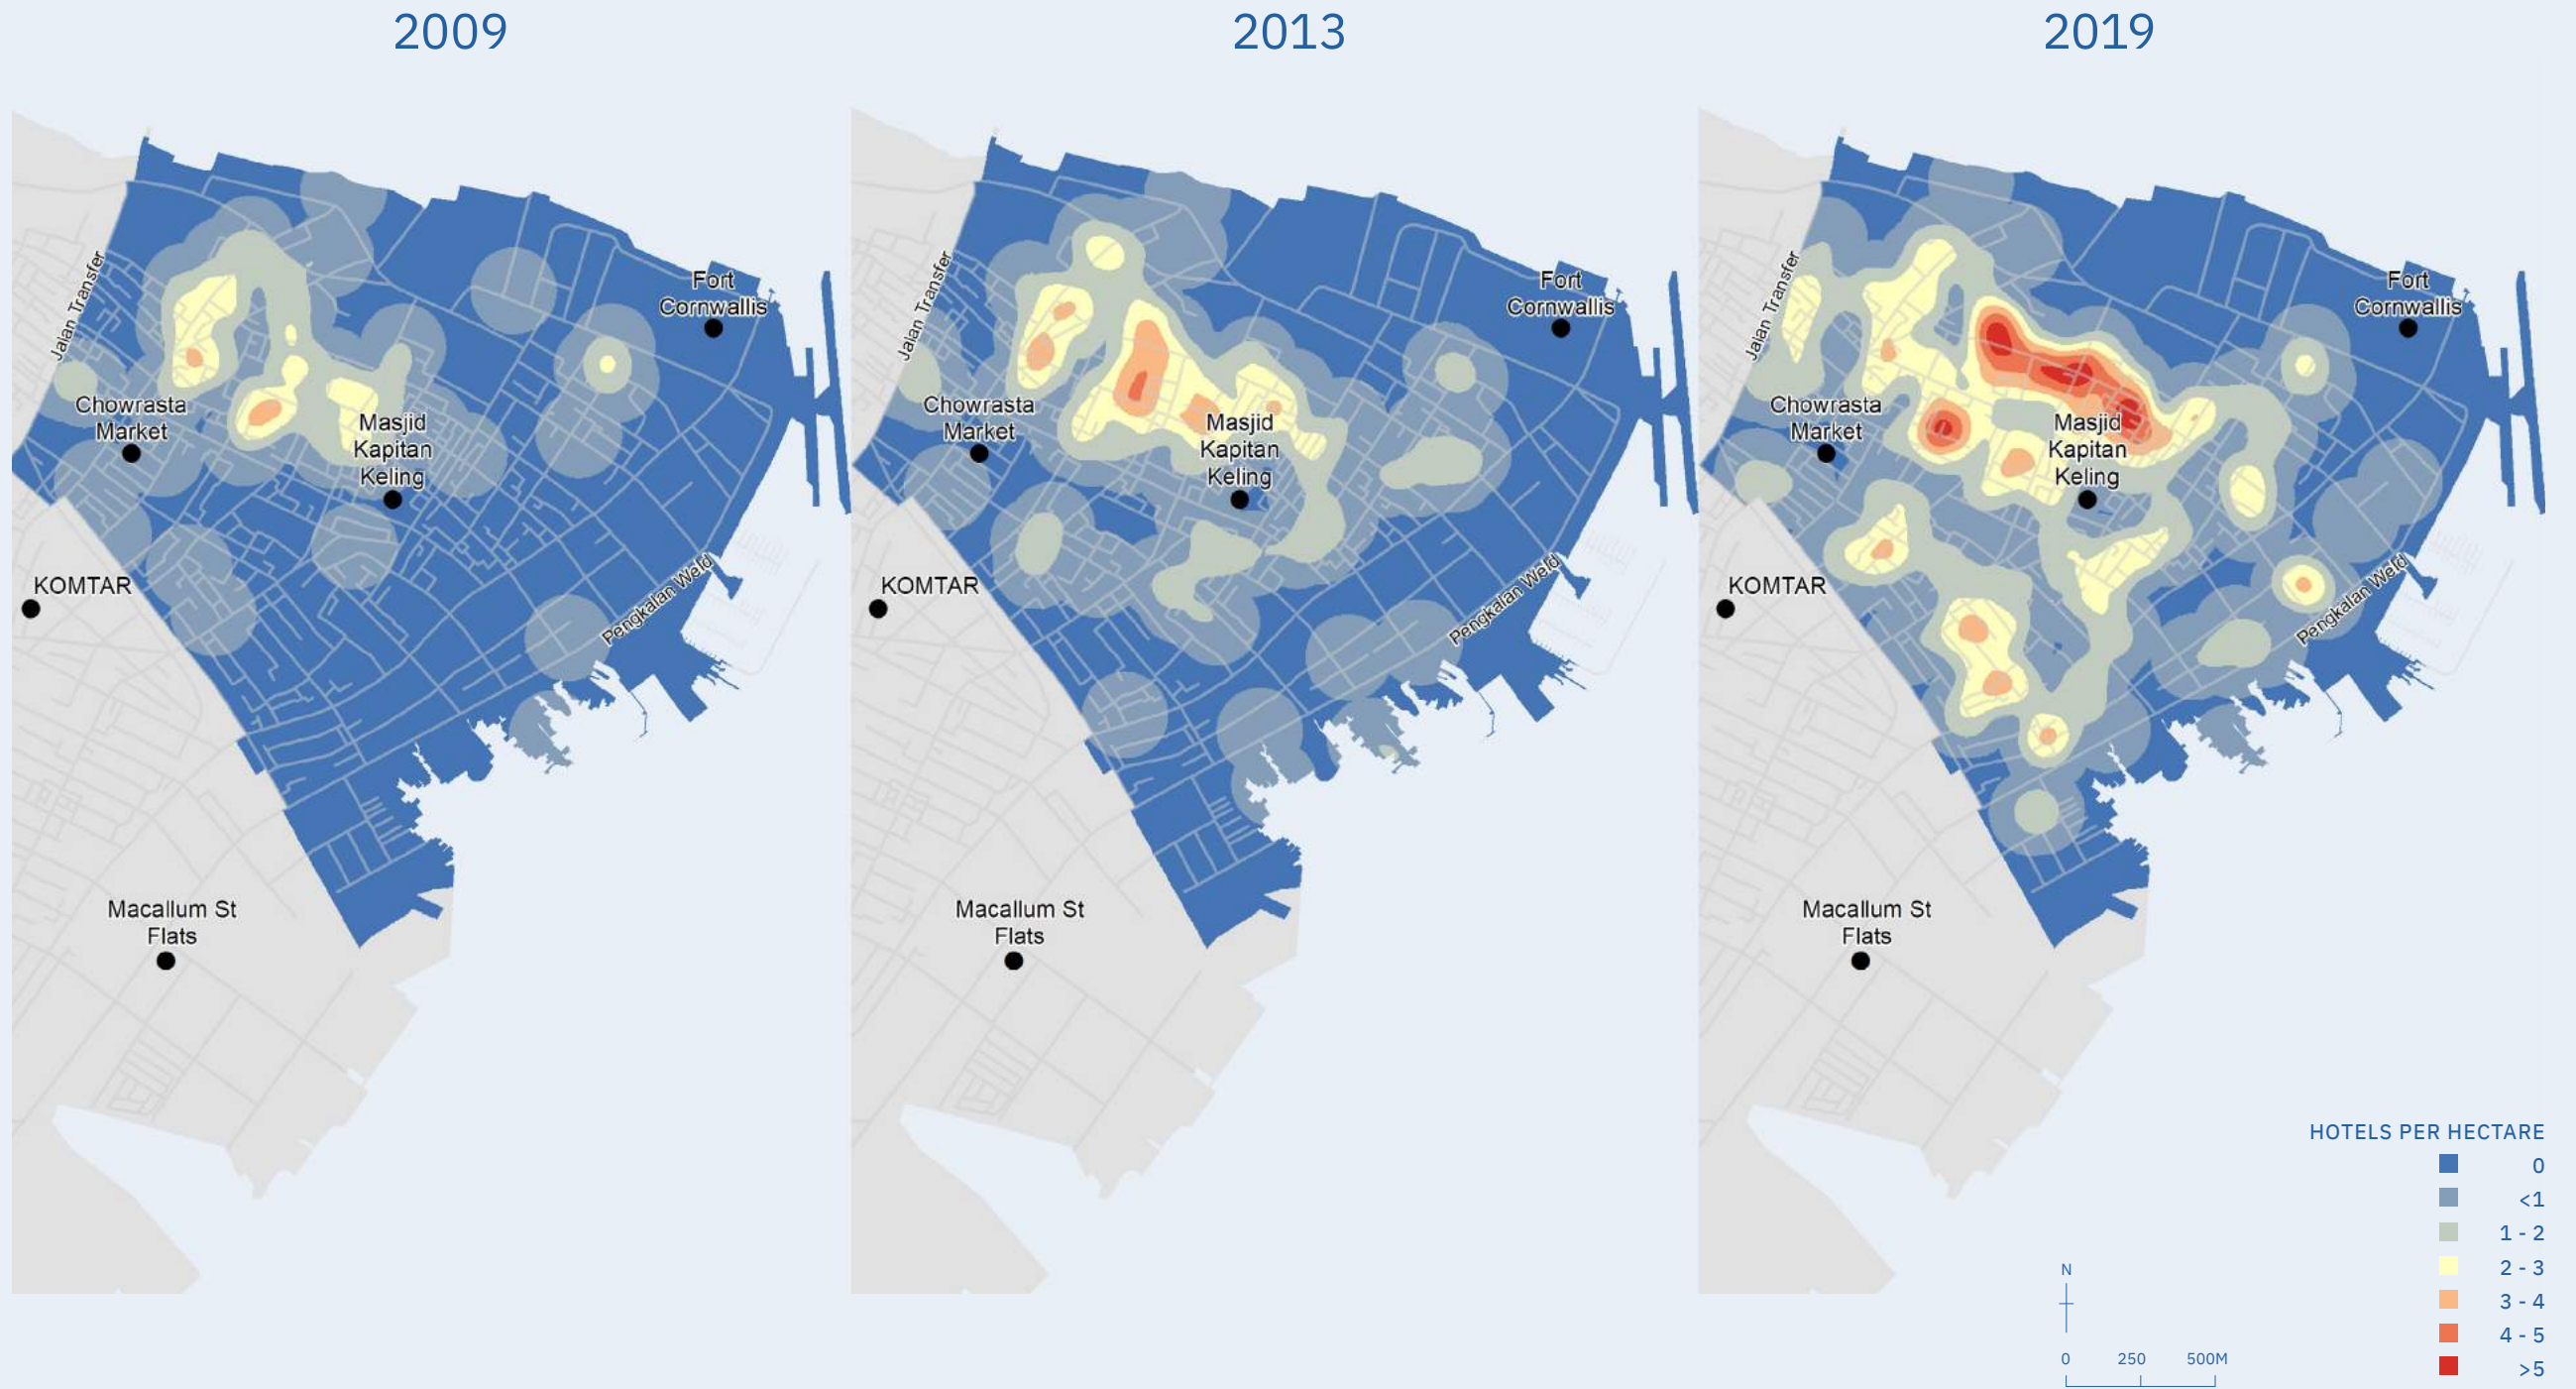 2009
2013
2019
Jalan Transfer
Fort
Cornwallis
Chowrasta
Market
Masjid
Kapitan
Keling
KOMTAR
Pengkalan Weld
Macallum St
Flats
Jalan Transfer
Fort
Cornwallis
Chowrasta
Market
Masjid
Kapitan
Keling
KOMTAR
Pengkalan Weld
Macallum St
Flats
Jalan Transfer
Fort
Cornwallis
Chowrasta
Market
Masjid
Kapitan
Keling
KOMTAR
Pengkalan Weld
Macallum St
Flats
HOTELS PER HECTARE
0
<1
1 - 2
2 - 3
3 - 4
4 - 5
>5
N
0 250 500M